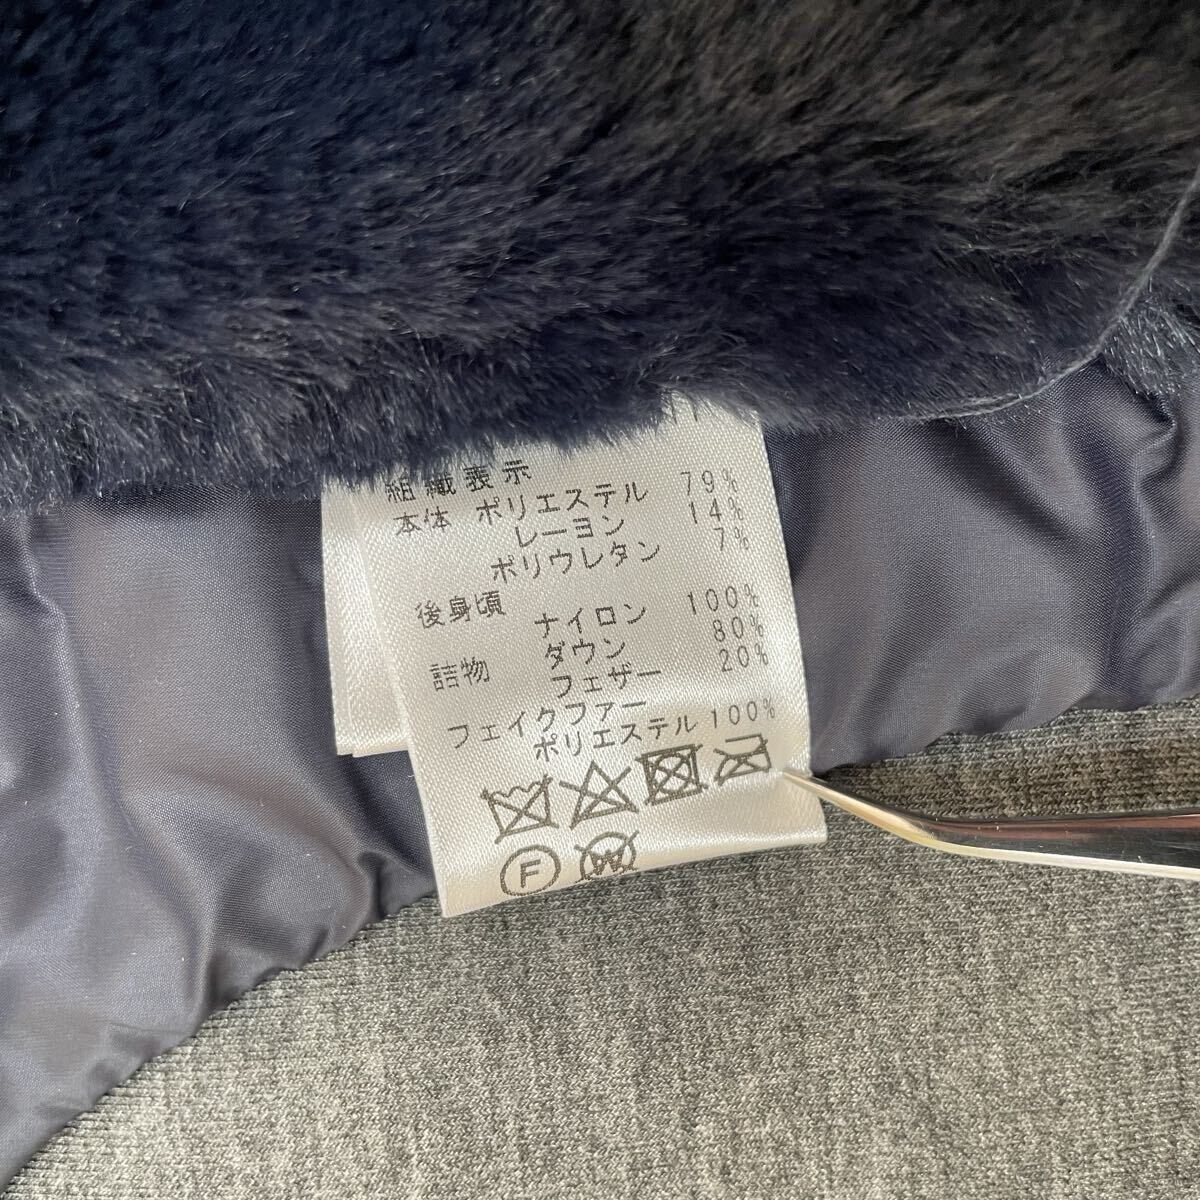 組織表示
本体 ポリエステル 79%
レーヨン 14%
ポリウレタン 7%
後身頃
ナイロン 100%
詰物 ダウン 80%
フェザー 20%
フェイクファー
ポリエステル 100%
F
W